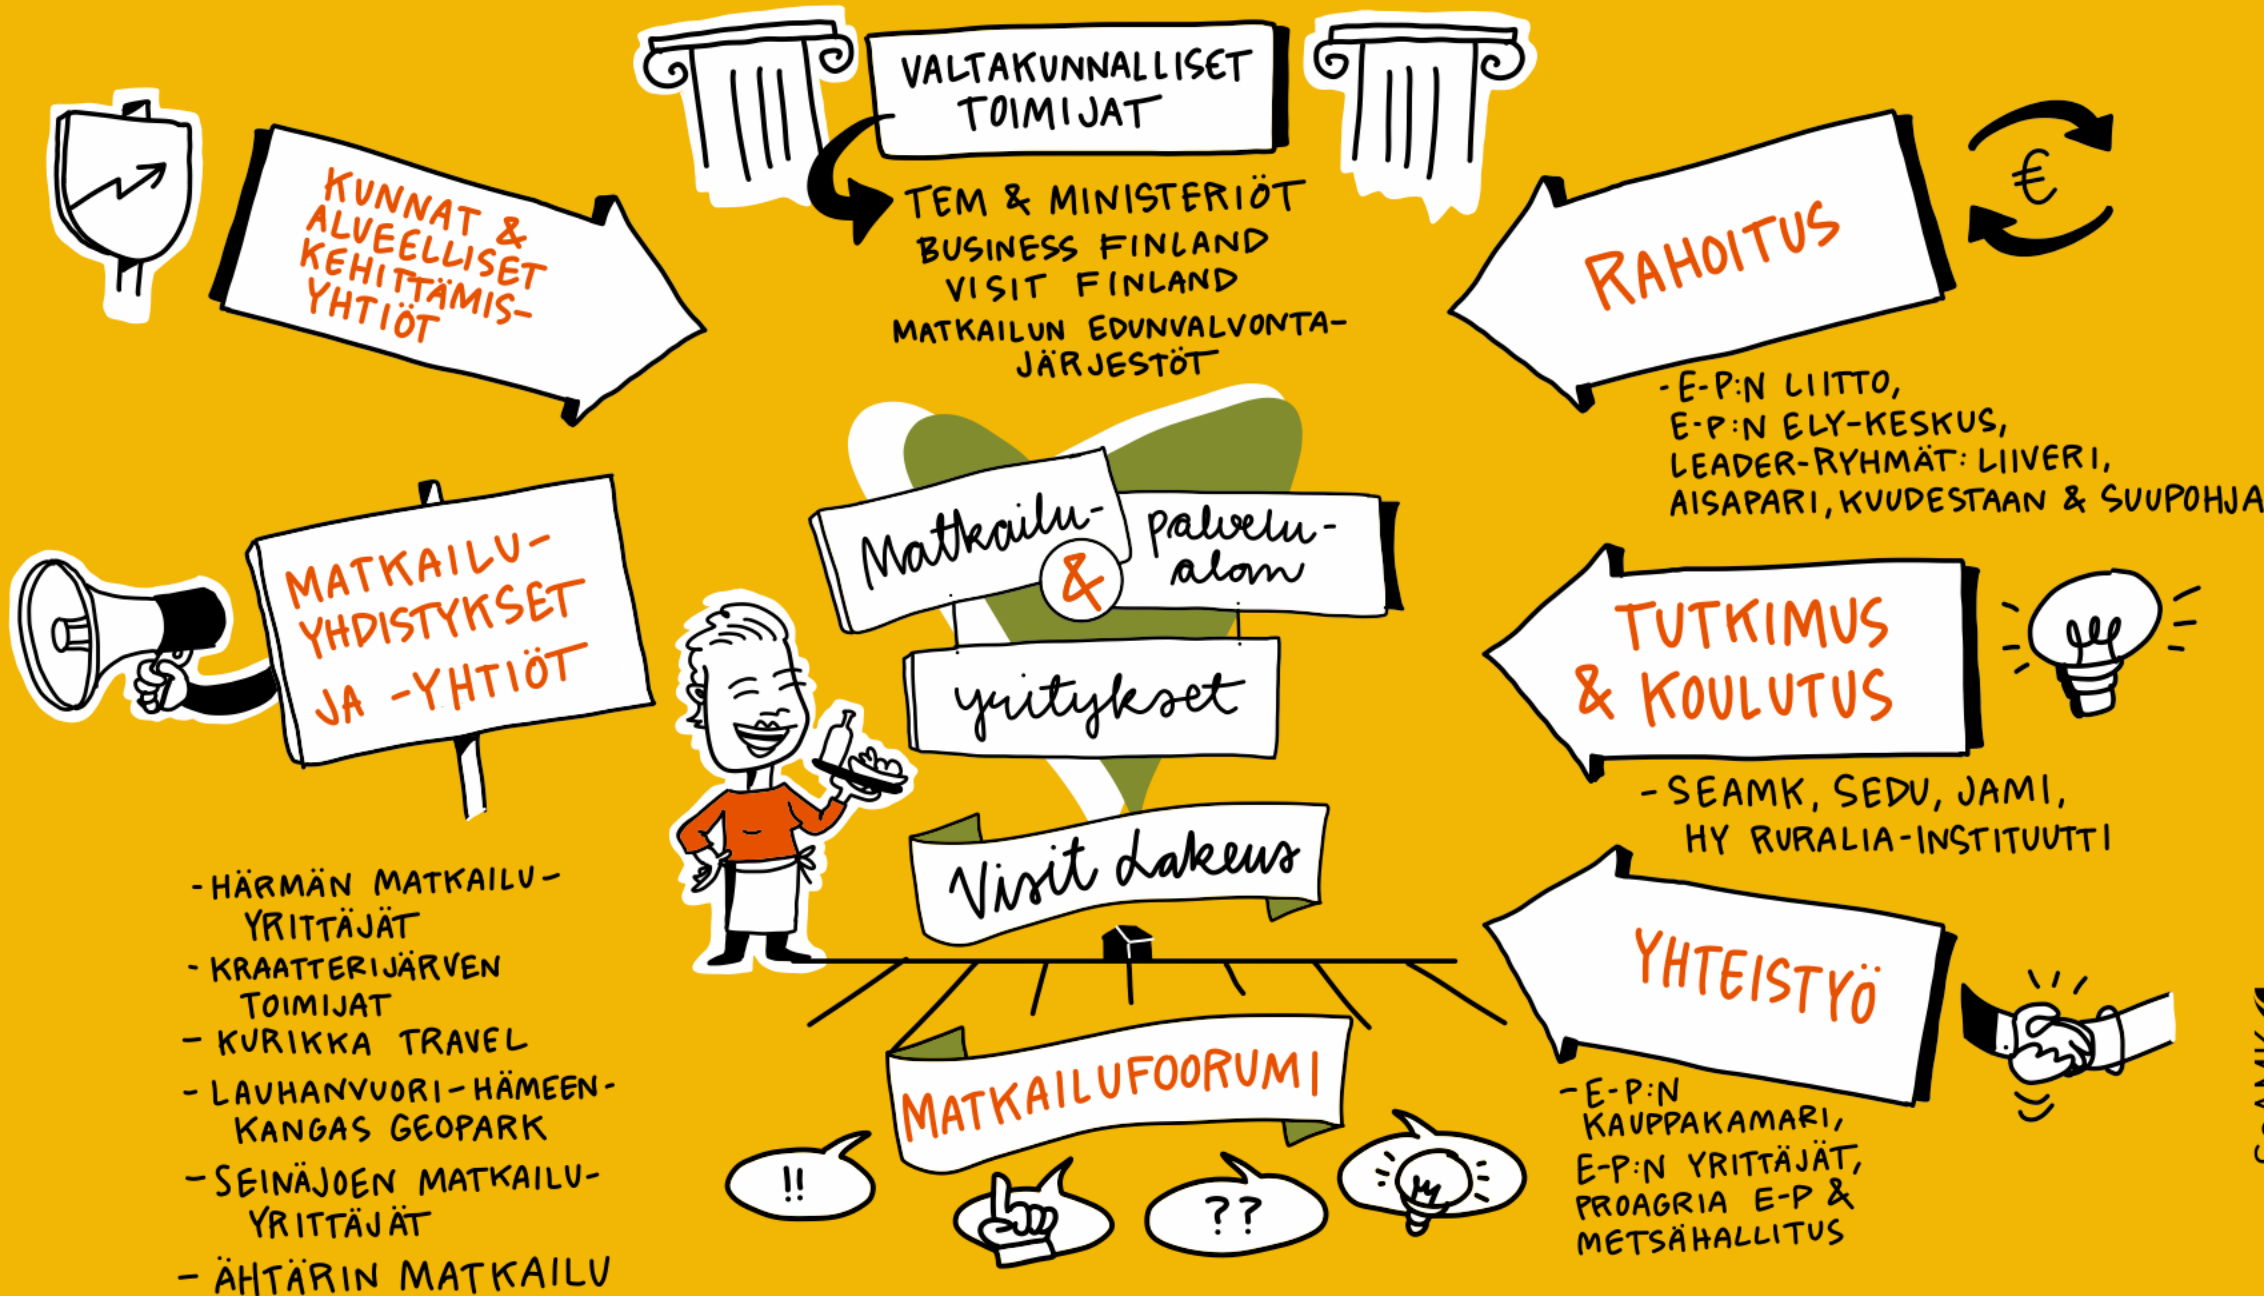 VALTAKUNNALLISET
TOIMIJAT
TEM & MINISTERIÖT
BUSINESS FINLAND
VISIT FINLAND
MATKAILUN EDUNVALVONTA-
JÄRJESTÖT
KUNNAT &
ALUEELLISET
KEHITTÄMIS-
YHTIÖT
RAHOITUS
€
- E-P:N LIITTO,
E-P:N ELY-KESKUS,
LEADER-RYHMÄT: LIIVERI,
AISAPARI, KUUDESTAAN & SUUPOHJA
MATKAILU-
YHDISTYKSET
JA -YHTIÖT
- HÄRMÄN MATKAILU-
YRITTÄJÄT
- KRAATTERIJÄRVEN
TOIMIJAT
- KURIKKA TRAVEL
- LAUHANVUORI-HÄMEEN-
KANGAS GEOPARK
- SEINÄJOEN MATKAILU-
YRITTÄJÄT
- ÄHTÄRIN MATKAILU
Matkailu-
&
palvelu-
alan
yritykset
Visit Lakeus
MATKAILUFOORUMI
!!
??
TUTKIMUS
& KOULUTUS
- SEAMK, SEDU, JAMI,
HY RURALIA-INSTITUUTTI
YHTEISTYÖ
- E-P:N
KAUPPAKAMARI,
E-P:N YRITTÄJÄT,
PROAGRIA E-P &
METSÄHALLITUS